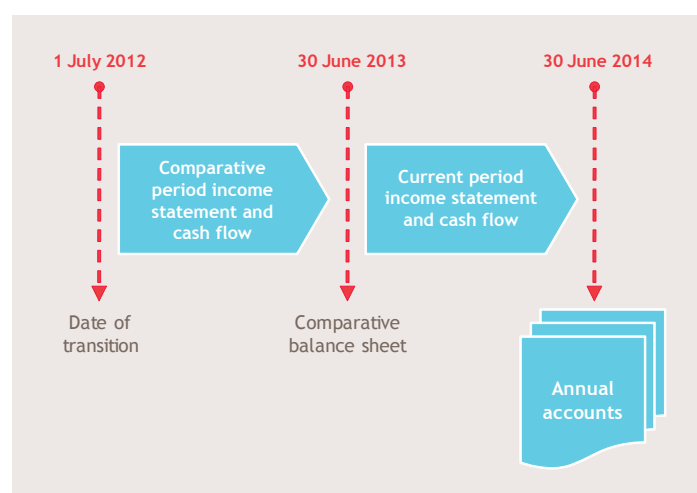 1 July 2012
30 June 2013
30 June 2014
Comparative
period income
statement and
cash flow
Current period
income statement
and cash flow
Date of
transition
Comparative
balance sheet
Annual
accounts